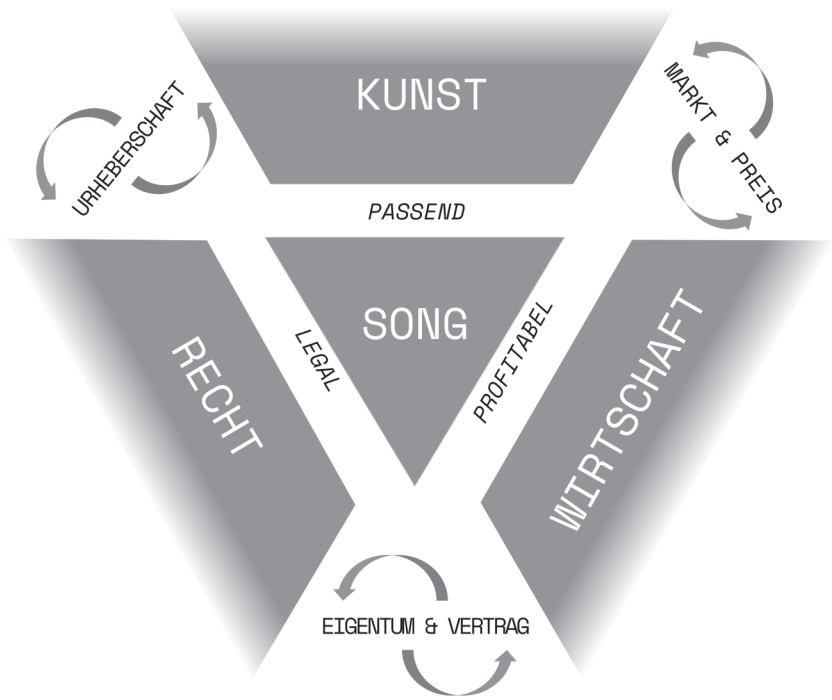 KUNST
URHEBERSCHAFT
MARKT & PREIS
PASSEND
SONG
LEGAL
PROFITABEL
RECHT
WIRTSCHAFT
EIGENTUM & VERTRAG